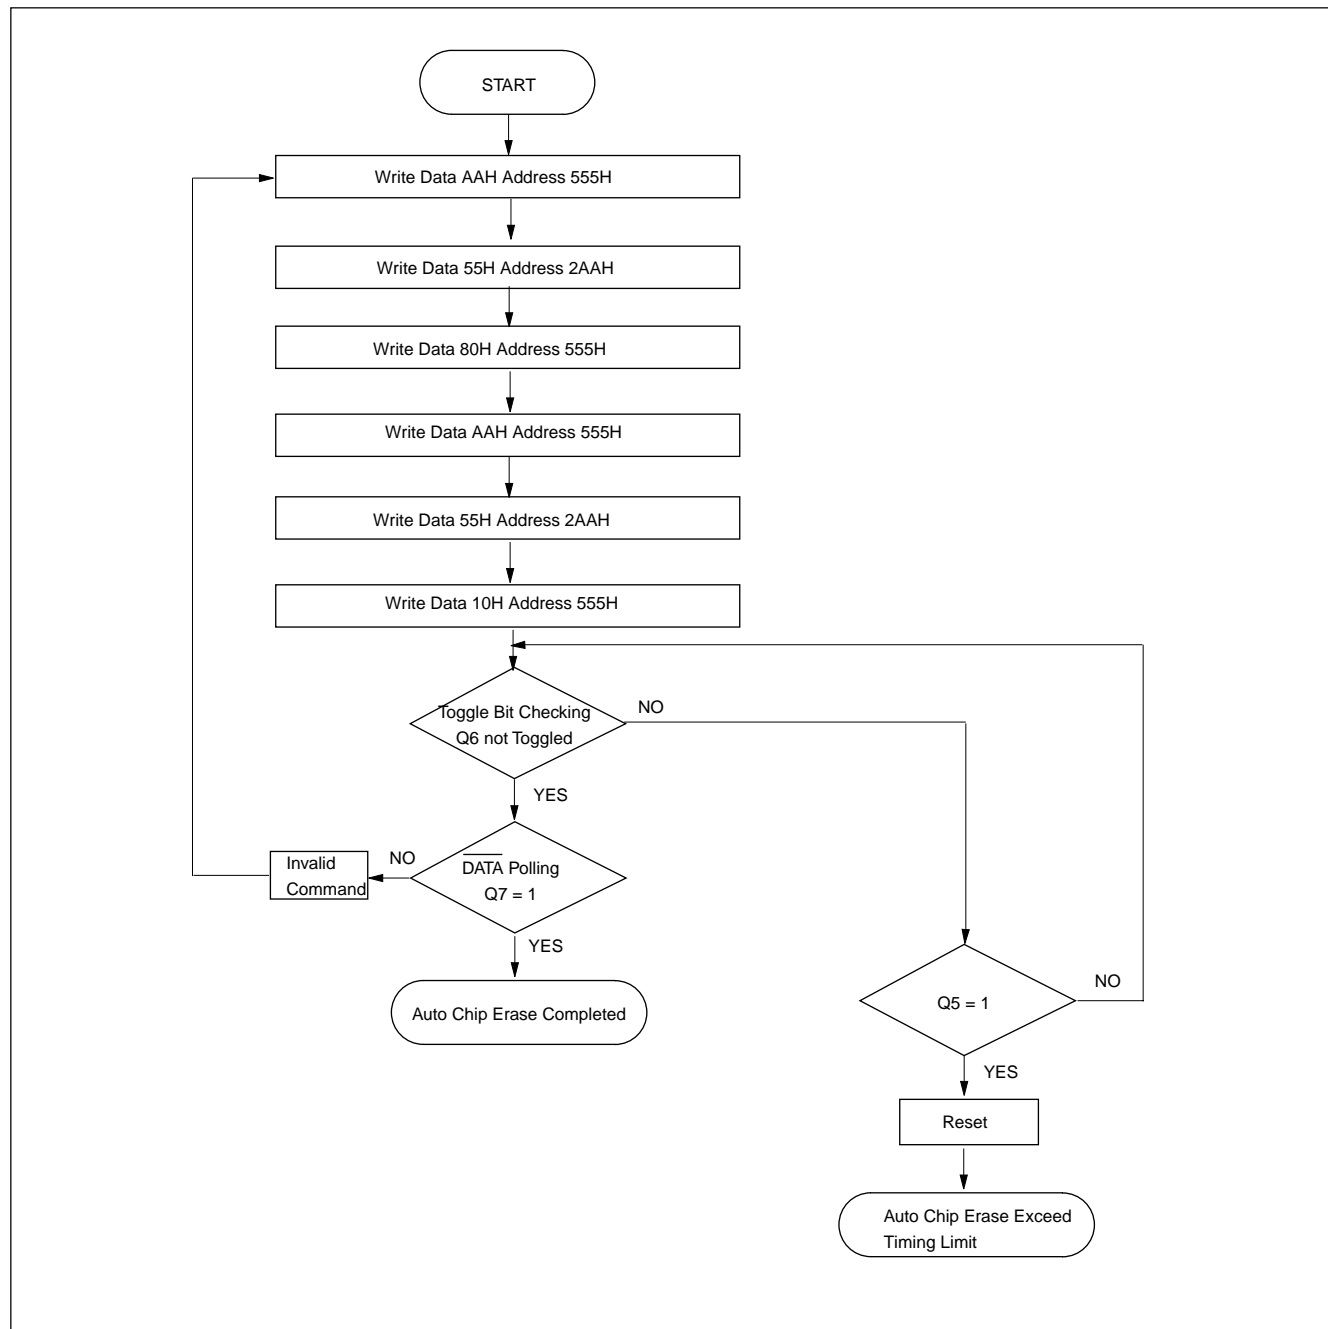 START
Write Data AAH Address 555H
Write Data 55H Address 2AAH
Write Data 80H Address 555H
Write Data AAH Address 555H
Write Data 55H Address 2AAH
Write Data 10H Address 555H
Toggle Bit Checking
Q6 not Toggled
NO
YES
DATA Polling
Q7 = 1
NO
Invalid
Command
YES
Auto Chip Erase Completed
Q5 = 1
NO
YES
Reset
Auto Chip Erase Exceed
Timing Limit